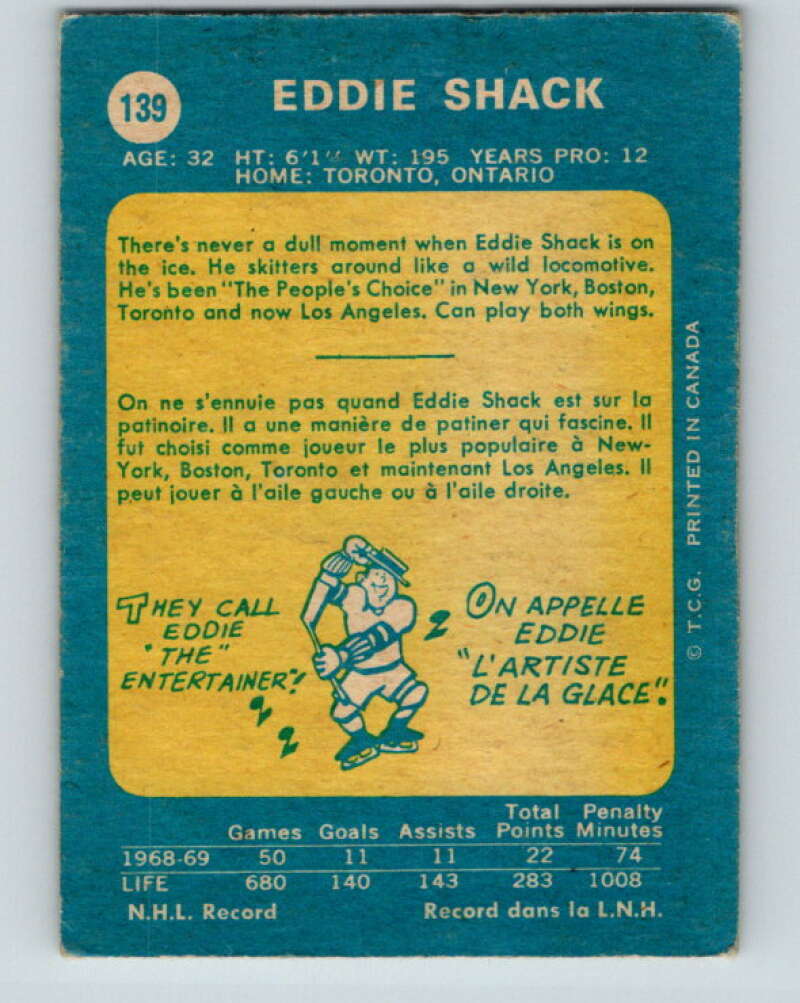 139
EDDIE SHACK
AGE: 32 HT: 6'1" WT: 195 YEARS PRO: 12
HOME: TORONTO, ONTARIO
There's never a dull moment when Eddie Shack is on
the ice. He skitters around like a wild locomotive.
He's been "The People's Choice" in New York, Boston,
Toronto and now Los Angeles. Can play both wings.
On ne s'ennuie pas quand Eddie Shack est sur la
patinoire. Il a une manière de patiner qui fascine. Il
fut choisi comme joueur le plus populaire à New-
York, Boston, Toronto et maintenant Los Angeles. Il
peut jouer à l'aile gauche ou à l'aile droite.
THEY CALL
EDDIE
"THE"
ENTERTAINER!
ON APPELLE
EDDIE
"L'ARTISTE
DE LA GLACE".
© T.C.G. PRINTED IN CANADA
Total Penalty
Games Goals Assists Points Minutes
1968-69 50 11 11 22 74
LIFE 680 140 143 283 1008
N.H.L. Record Record dans la L.N.H.